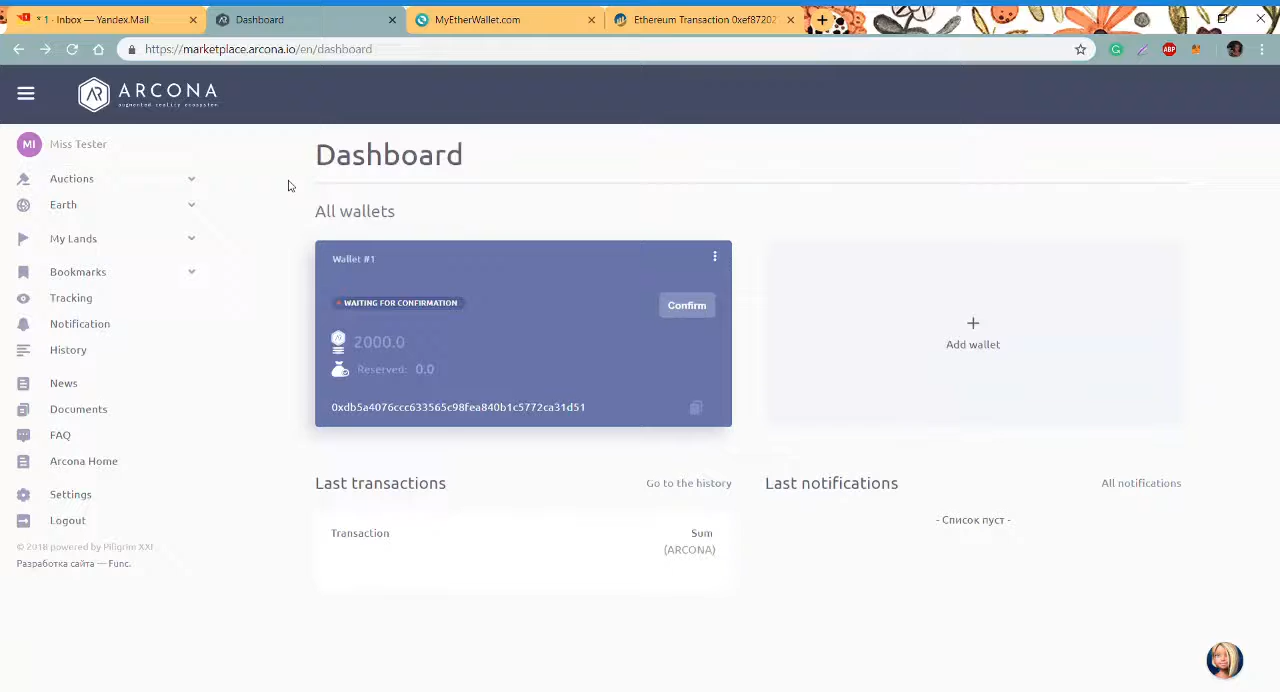 * 1 · Inbox — Yandex.Mail
Dashboard
MyEtherWallet.com
Ethereum Transaction 0xef87202
https://marketplace.arcona.io/en/dashboard
ABP
ARCONA
augmented reality ecosystem
MI Miss Tester
Auctions
Earth
My Lands
Bookmarks
Tracking
Notification
History
News
Documents
FAQ
Arcona Home
Settings
Logout
© 2018 powered by Piligrim XXI
Разработка сайта — Func.
Dashboard
All wallets
Wallet #1
WAITING FOR CONFIRMATION
Confirm
2000.0
Reserved: 0.0
0xdb5a4076ccc633565c98fea840b1c5772ca31d51
+
Add wallet
Last transactions
Go to the history
Transaction
Sum
(ARCONA)
Last notifications
All notifications
- Список пуст -